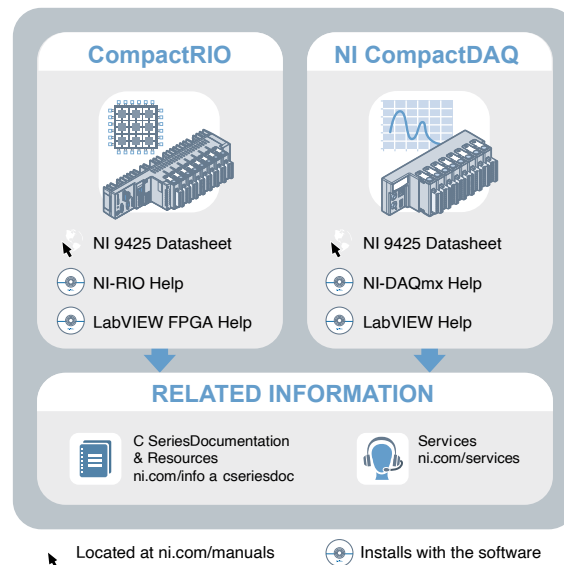 CompactRIO
NI 9425 Datasheet
NI-RIO Help
LabVIEW FPGA Help
NI CompactDAQ
NI 9425 Datasheet
NI-DAQmx Help
LabVIEW Help
RELATED INFORMATION
C SeriesDocumentation
& Resources
ni.com/info a cseriesdoc
Services
ni.com/services
Located at ni.com/manuals
Installs with the software